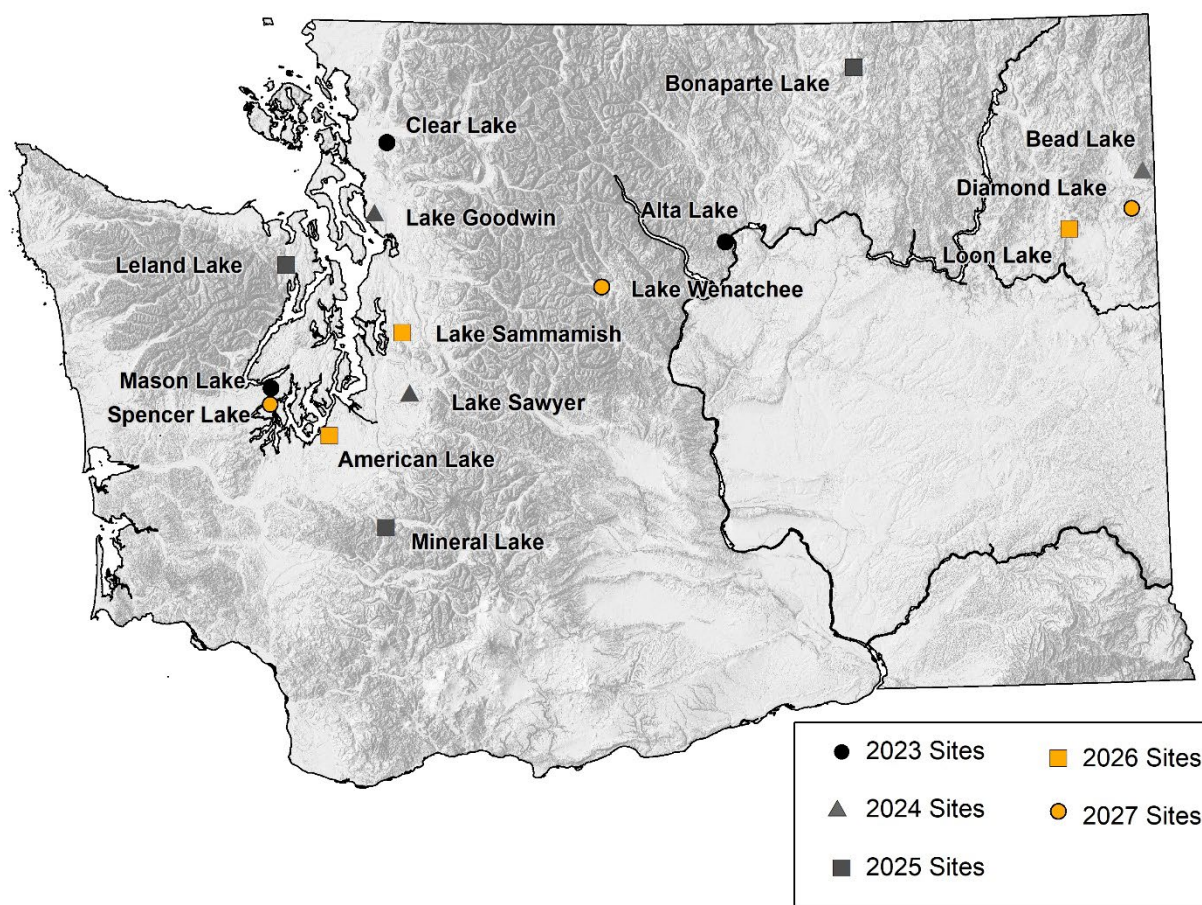 Bonaparte Lake
Clear Lake
Bead Lake
Diamond Lake
Lake Goodwin
Alta Lake
Leland Lake
Loon Lake
Lake Wenatchee
Lake Sammamish
Mason Lake
Spencer Lake
Lake Sawyer
American Lake
Mineral Lake
2023 Sites
2024 Sites
2025 Sites
2026 Sites
2027 Sites